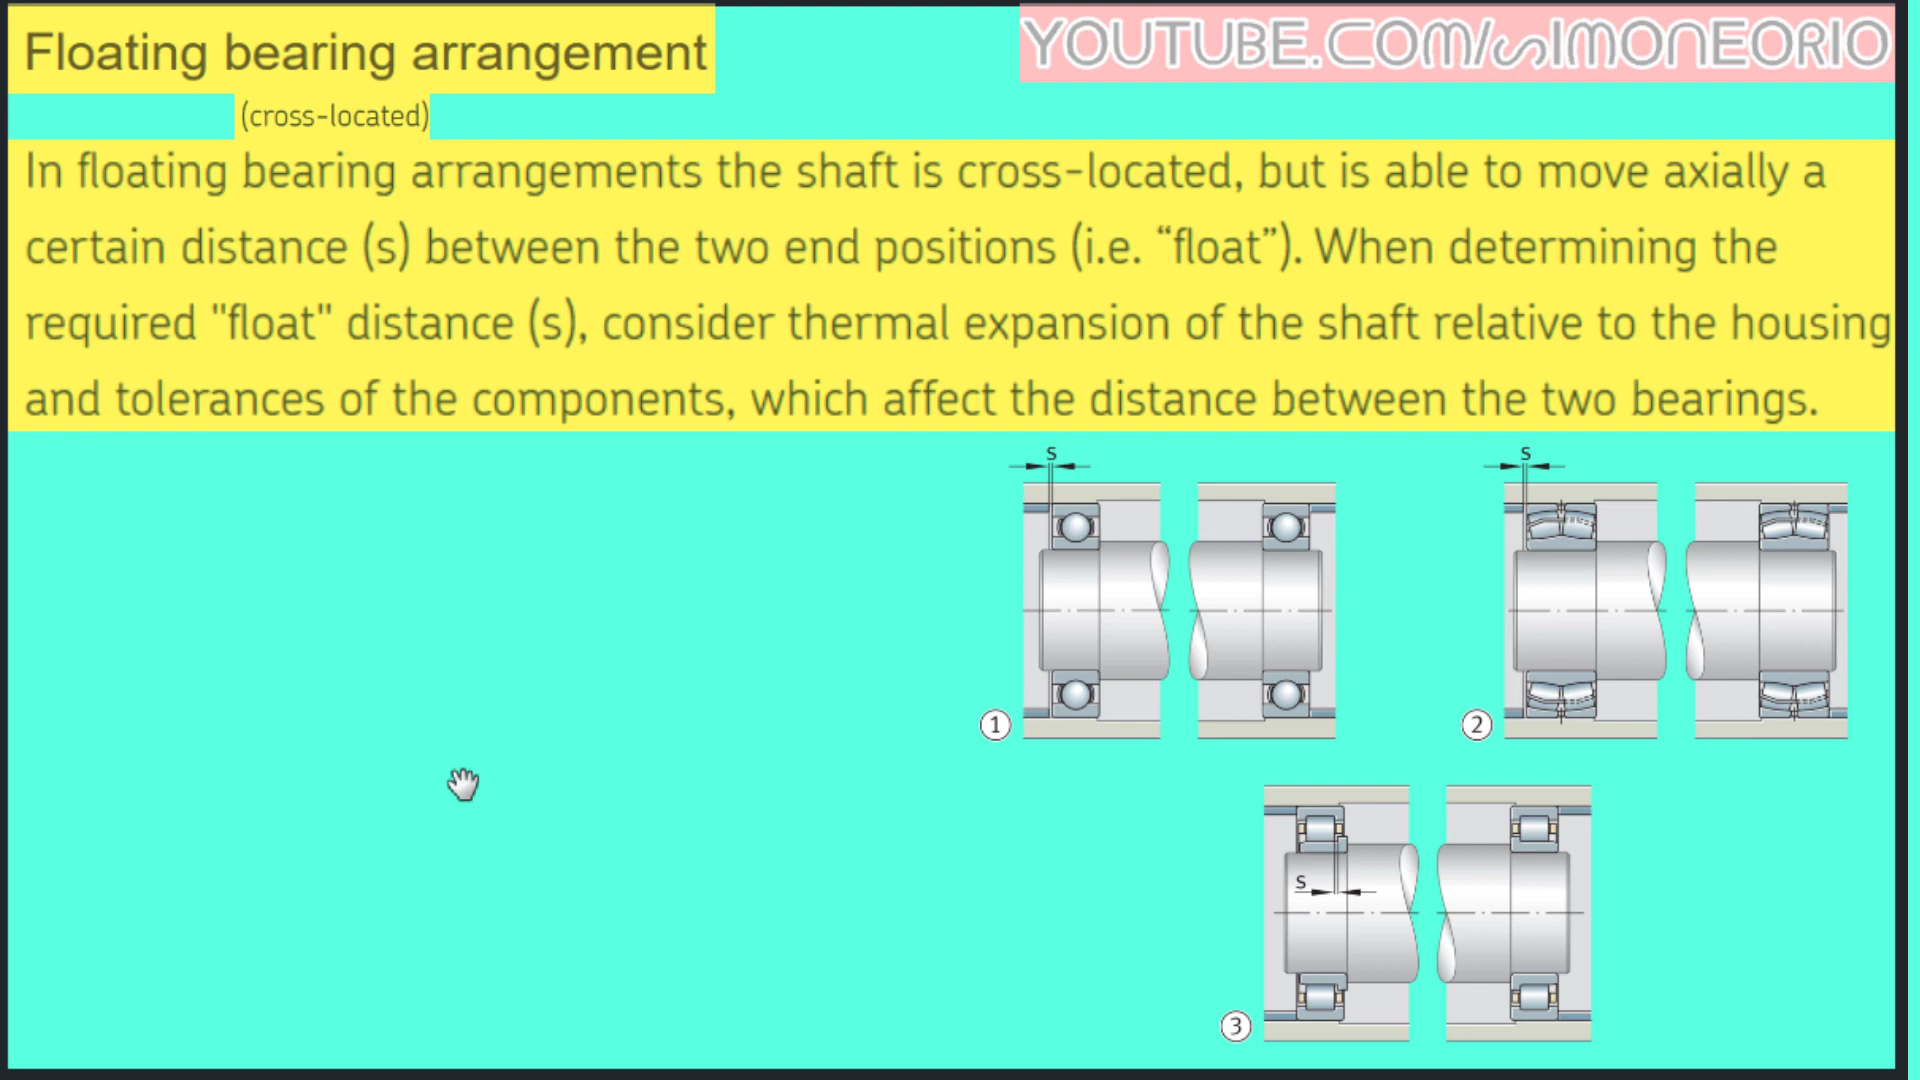 Floating bearing arrangement
YOUTUBE.COM/SIMONEORIO
(cross-located)
In floating bearing arrangements the shaft is cross-located, but is able to move axially a
certain distance (s) between the two end positions (i.e. “float”). When determining the
required "float" distance (s), consider thermal expansion of the shaft relative to the housing
and tolerances of the components, which affect the distance between the two bearings.
s
s
1
2
s
3